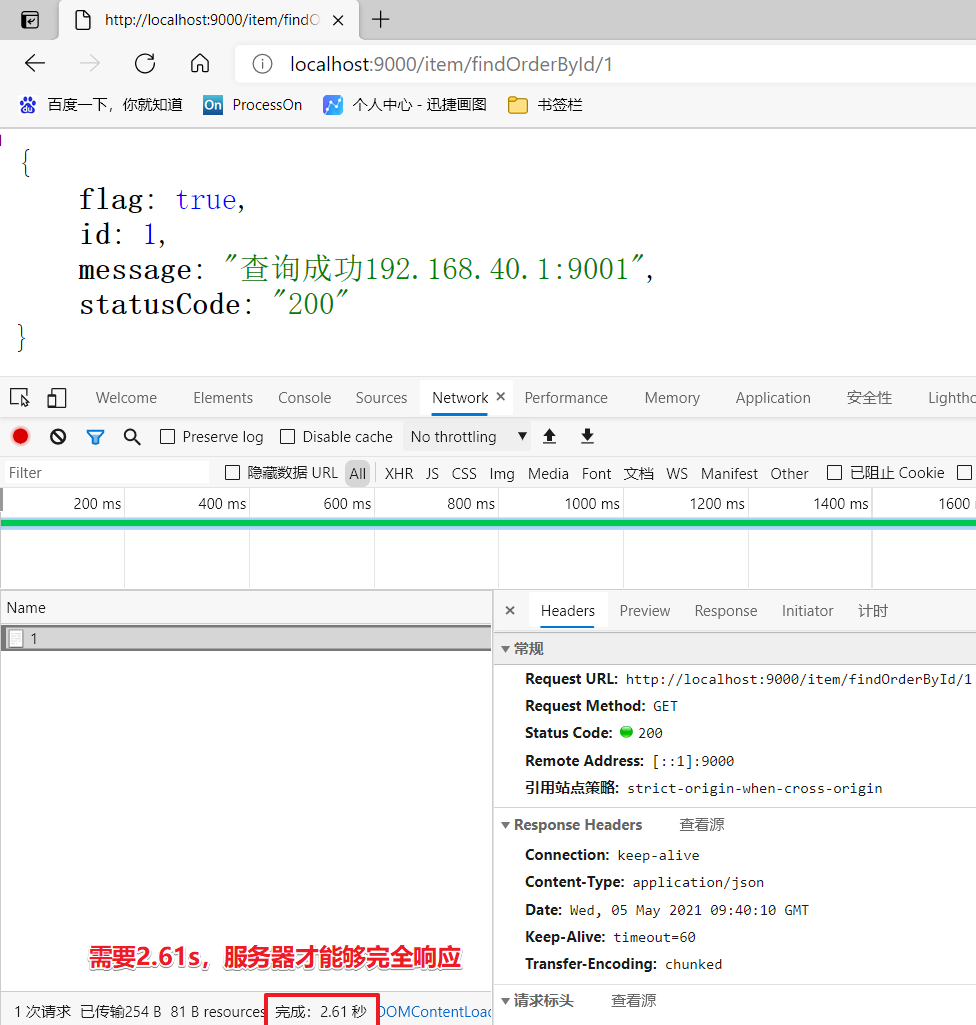 http://localhost:9000/item/findO
localhost:9000/item/findOrderById/1
百度一下，你就知道 On ProcessOn 个人中心 - 迅捷画图 书签栏
{
flag: true,
id: 1,
message: "查询成功192.168.40.1:9001",
statusCode: "200"
}
Welcome Elements Console Sources Network Performance Memory Application 安全性 Lightho
Preserve log Disable cache No throttling
Filter 隐藏数据 URL All XHR JS CSS Img Media Font 文档 WS Manifest Other 已阻止 Cookie
200 ms 400 ms 600 ms 800 ms 1000 ms 1200 ms 1400 ms 1600
Name
1
Headers Preview Response Initiator 计时
常规
Request URL: http://localhost:9000/item/findOrderById/1
Request Method: GET
Status Code: 200
Remote Address: [::1]:9000
引用站点策略: strict-origin-when-cross-origin
Response Headers 查看源
Connection: keep-alive
Content-Type: application/json
Date: Wed, 05 May 2021 09:40:10 GMT
Keep-Alive: timeout=60
Transfer-Encoding: chunked
请求标头 查看源
需要2.61s，服务器才能够完全响应
1 次请求 已传输254 B 81 B resources 完成：2.61 秒 DOMContentLoad